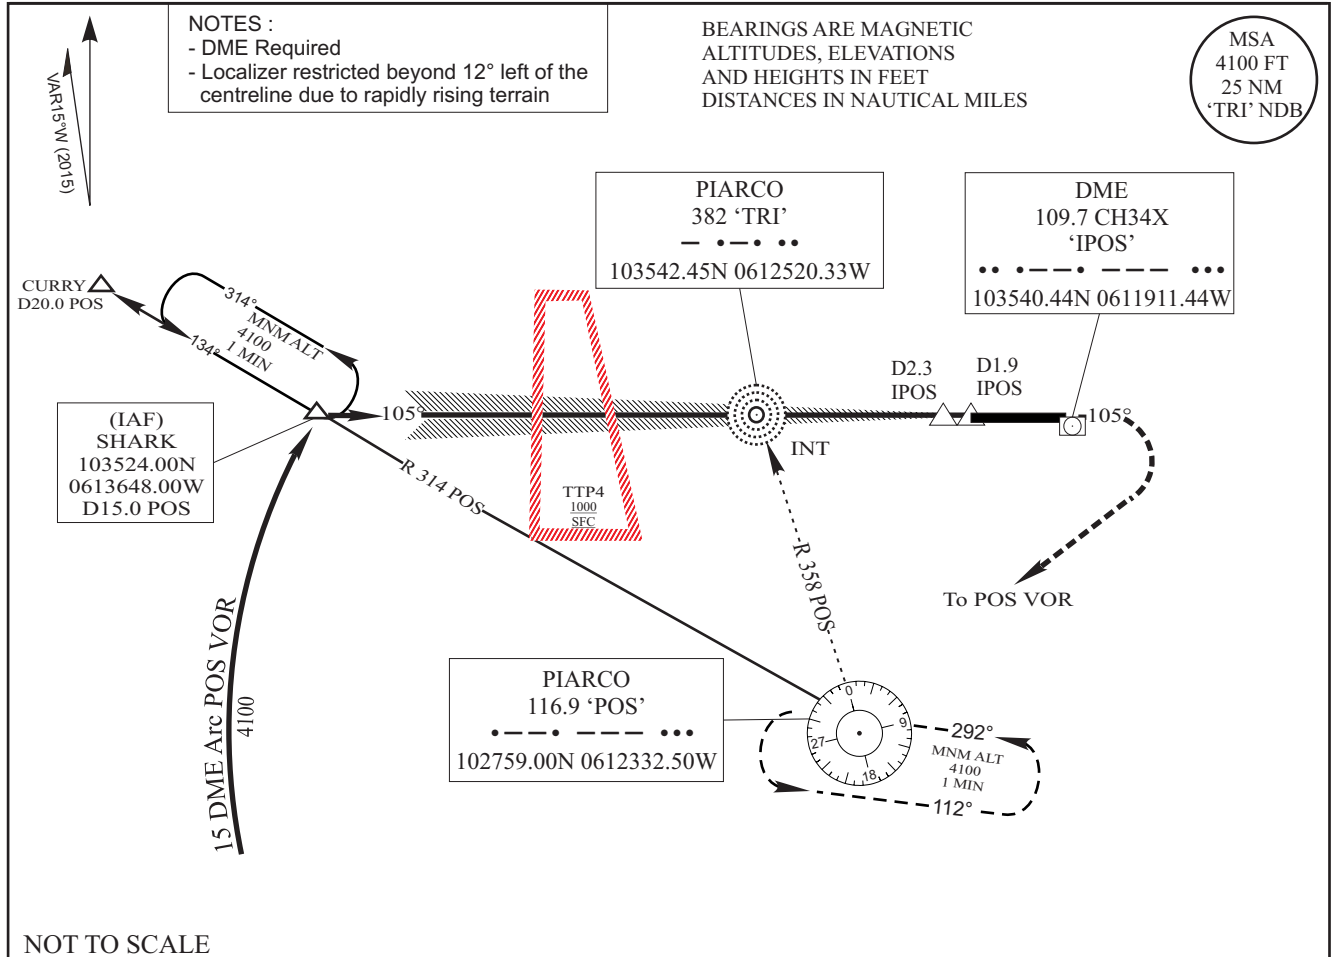 NOTES :
- DME Required
- Localizer restricted beyond 12° left of the
centreline due to rapidly rising terrain
BEARINGS ARE MAGNETIC
ALTITUDES, ELEVATIONS
AND HEIGHTS IN FEET
DISTANCES IN NAUTICAL MILES
MSA
4100 FT
25 NM
‘TRI’ NDB
VAR15°W (2015)
PIARCO
382 ‘TRI’
— •—• ••
103542.45N 0612520.33W
DME
109.7 CH34X
‘IPOS’
•• •——• ——— •••
103540.44N 0611911.44W
CURRY
D20.0 POS
314°
MNM ALT
4100
1 MIN
134°
D2.3
IPOS
D1.9
IPOS
(IAF)
SHARK
103524.00N
0613648.00W
D15.0 POS
105°
105°
INT
R 314 POS
TTP4
1000
SFC
R 358 POS
To POS VOR
15 DME Arc POS VOR
4100
PIARCO
116.9 ‘POS’
•——• ——— •••
102759.00N 0612332.50W
0
9
18
27
292°
MNM ALT
4100
1 MIN
112°
NOT TO SCALE